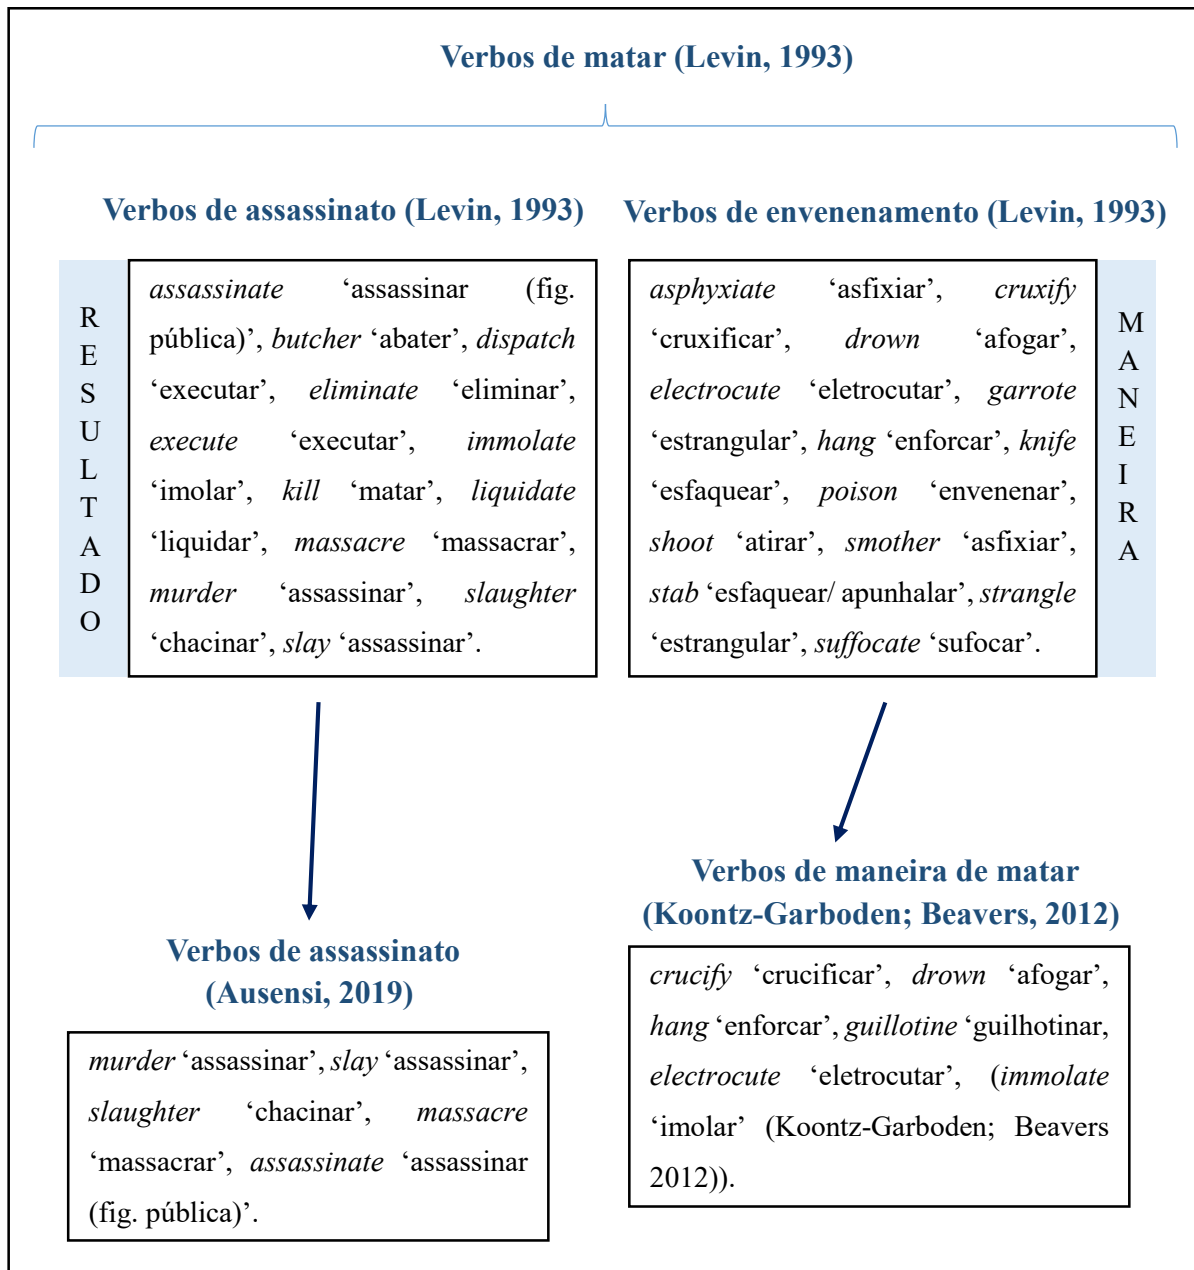 Verbos de matar (Levin, 1993)
Verbos de assassinato (Levin, 1993)
RESULTADO
assassinate ‘assassinar (fig.
pública)’, butcher ‘abater’, dispatch
‘executar’, eliminate ‘eliminar’,
execute ‘executar’, immolate
‘imolar’, kill ‘matar’, liquidate
‘liquidar’, massacre ‘massacrar’,
murder ‘assassinar’, slaughter
‘chacinar’, slay ‘assassinar’.
Verbos de envenenamento (Levin, 1993)
asphyxiate ‘asfixiar’, cruxify
‘cruxificar’, drown ‘afogar’,
electrocute ‘eletrocutar’, garrote
‘estrangular’, hang ‘enforcar’, knife
‘esfaquear’, poison ‘envenenar’,
shoot ‘atirar’, smother ‘asfixiar’,
stab ‘esfaquear/ apunhalar’, strangle
‘estrangular’, suffocate ‘sufocar’.
MANEIRA
Verbos de assassinato
(Ausensi, 2019)
murder ‘assassinar’, slay ‘assassinar’,
slaughter ‘chacinar’, massacre
‘massacrar’, assassinate ‘assassinar
(fig. pública)’.
Verbos de maneira de matar
(Koontz-Garboden; Beavers, 2012)
crucify ‘crucificar’, drown ‘afogar’,
hang ‘enforcar’, guillotine ‘guilhotinar,
electrocute ‘eletrocutar’, (immolate
‘imolar’ (Koontz-Garboden; Beavers
2012)).